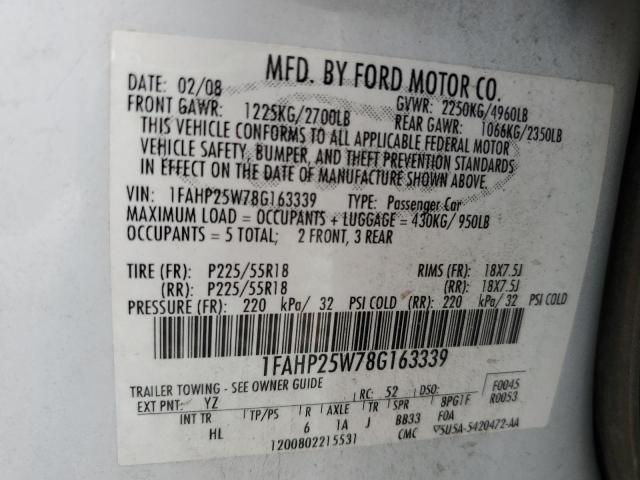 MFD. BY FORD MOTOR CO.
DATE: 02/08 GVWR: 2250KG/4960LB
FRONT GAWR: 1225KG/2700LB REAR GAWR: 1066KG/2350LB
THIS VEHICLE CONFORMS TO ALL APPLICABLE FEDERAL MOTOR
VEHICLE SAFETY, BUMPER, AND THEFT PREVENTION STANDARDS
IN EFFECT ON THE DATE OF MANUFACTURE SHOWN ABOVE.
VIN: 1FAHP25W78G163339 TYPE: Passenger Car
MAXIMUM LOAD = OCCUPANTS + LUGGAGE = 430KG/ 950LB
OCCUPANTS = 5 TOTAL; 2 FRONT, 3 REAR
TIRE (FR): P225/55R18 RIMS (FR): 18X7.5J
(RR): P225/55R18 (RR): 18X7.5J
PRESSURE (FR): 220 kPa/ 32 PSI COLD (RR): 220 kPa/ 32 PSI COLD
1FAHP25W78G163339
TRAILER TOWING - SEE OWNER GUIDE
EXT PNT: YZ RC: 52 DSO: F0045
R0053
INT TR TP/PS R AXLE TR SPR BPG1F
HL 6 1A J BB33 F0A
1200802215531 CMC 5U5A-5420472-AA